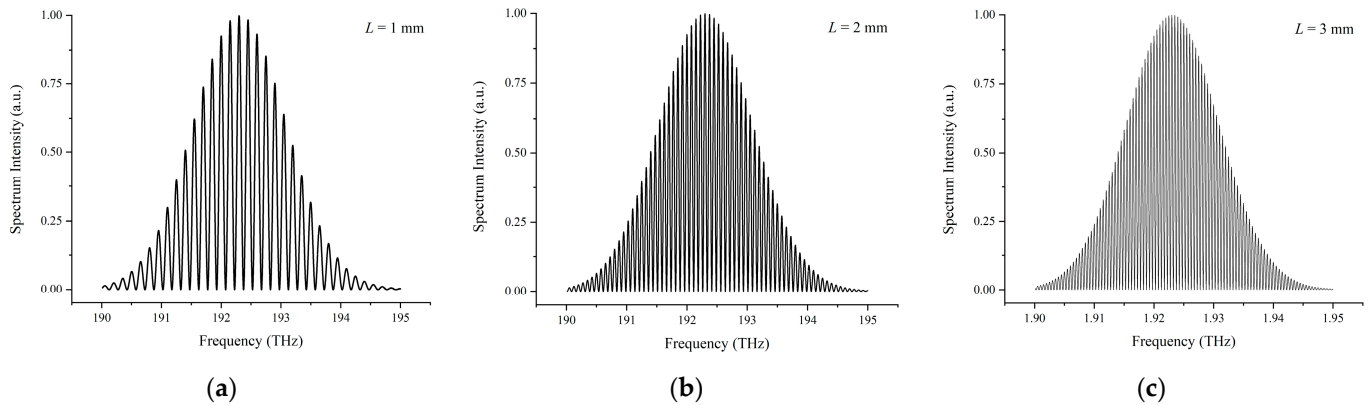 1.00
0.75
0.50
0.25
0.00
Spectrum Intensity (a.u.)
L = 1 mm
190 191 192 193 194 195
Frequency (THz)
(a)
1.00
0.75
0.50
0.25
0.00
Spectrum Intensity (a.u.)
L = 2 mm
190 191 192 193 194 195
Frequency (THz)
(b)
1.00
0.75
0.50
0.25
0.00
Spectrum Intensity (a.u.)
L = 3 mm
1.90 1.91 1.92 1.93 1.94 1.95
Frequency (THz)
(c)